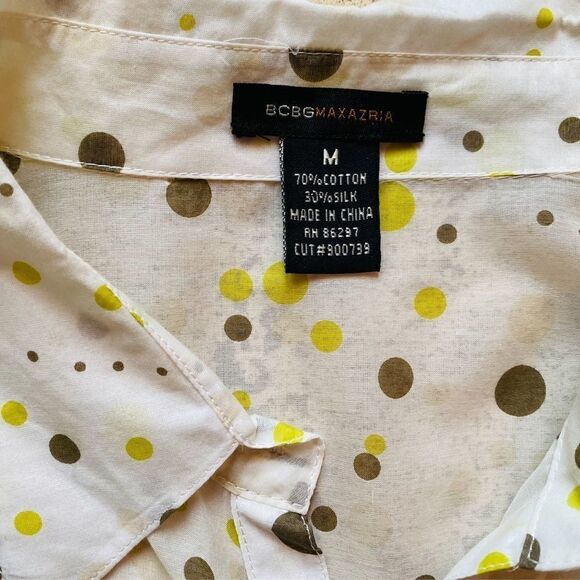 BCBGMAXAZRIA
M
70%COTTON
30%SILK
MADE IN CHINA
RN 86297
CUT#900739